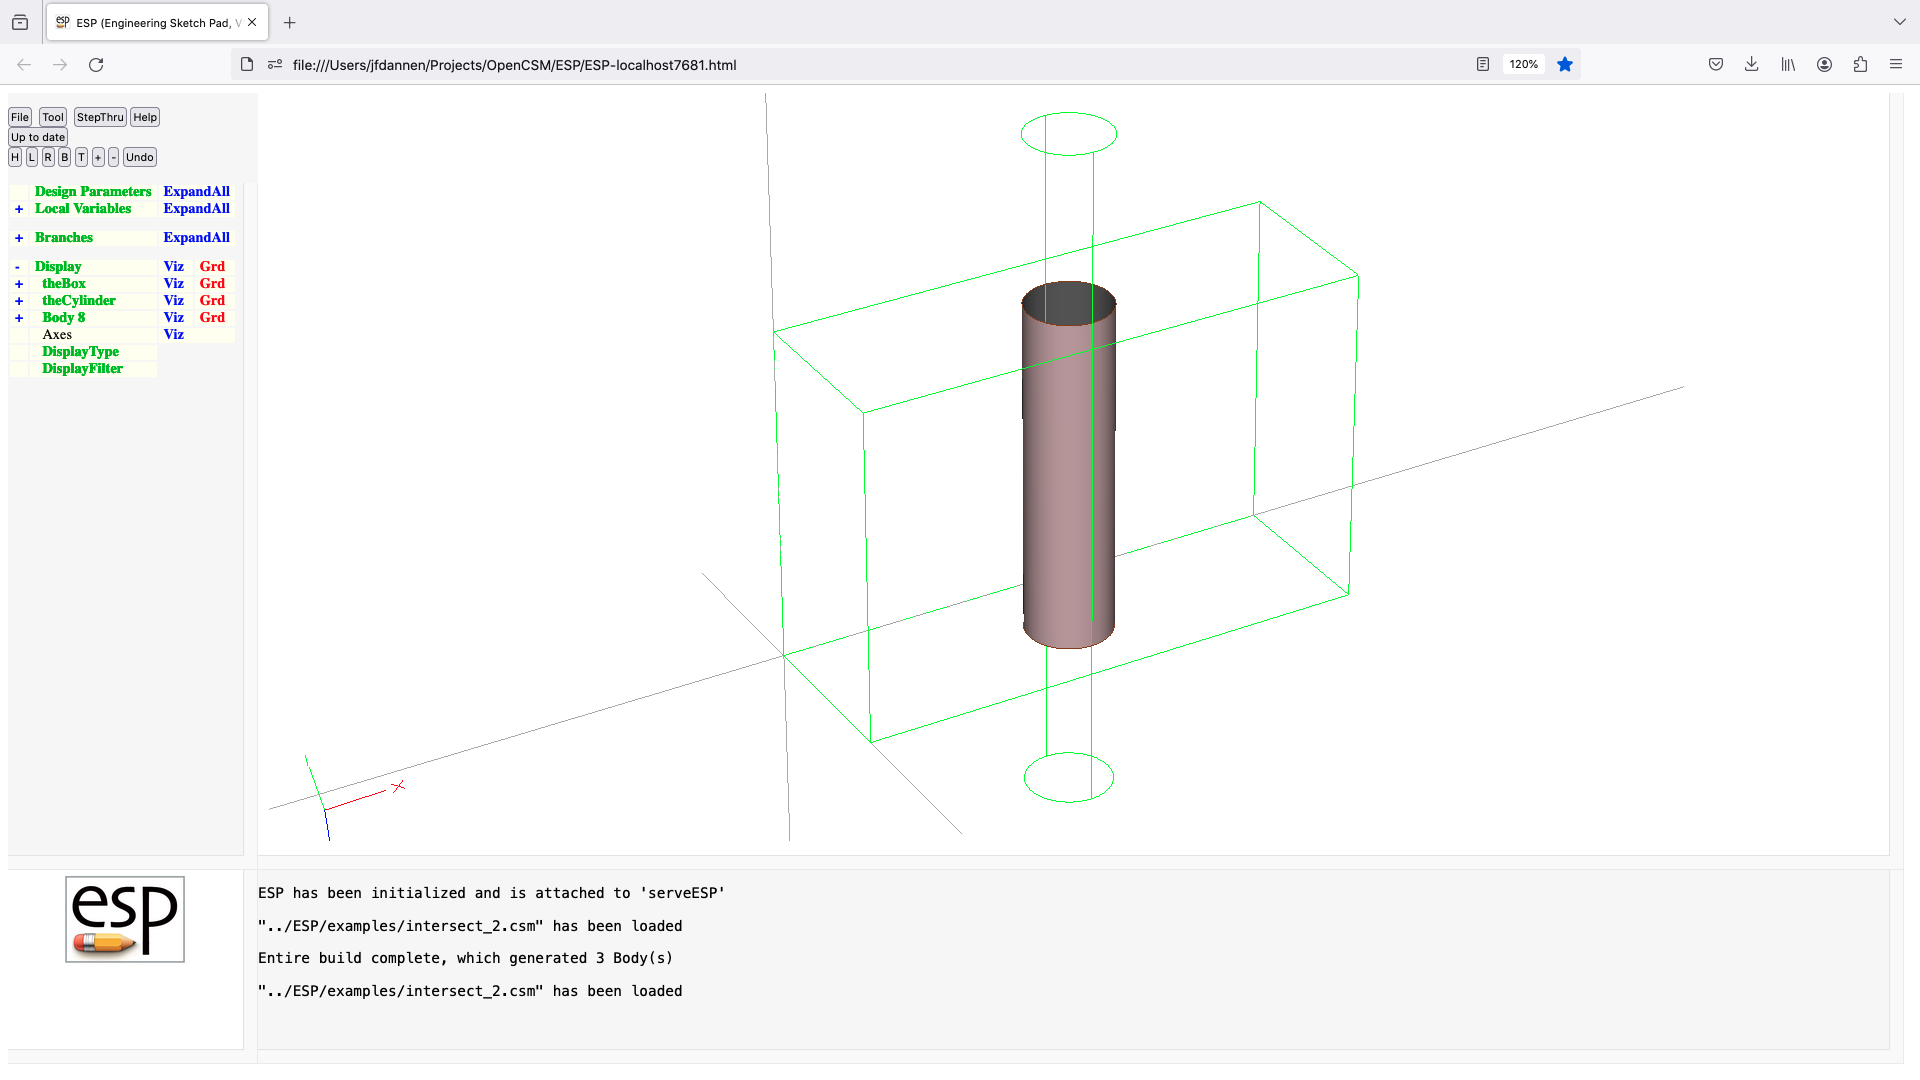 ESP (Engineering Sketch Pad, V
file:///Users/jfdannen/Projects/OpenCSM/ESP/ESP-localhost7681.html
120%
File Tool StepThru Help
Up to date
H L R B T + - Undo
Design Parameters ExpandAll
+ Local Variables ExpandAll
+ Branches ExpandAll
- Display Viz Grd
+ theBox Viz Grd
+ theCylinder Viz Grd
+ Body 8 Viz Grd
Axes Viz
DisplayType
DisplayFilter
X
esp
ESP has been initialized and is attached to 'serveESP'
"../ESP/examples/intersect_2.csm" has been loaded
Entire build complete, which generated 3 Body(s)
"../ESP/examples/intersect_2.csm" has been loaded